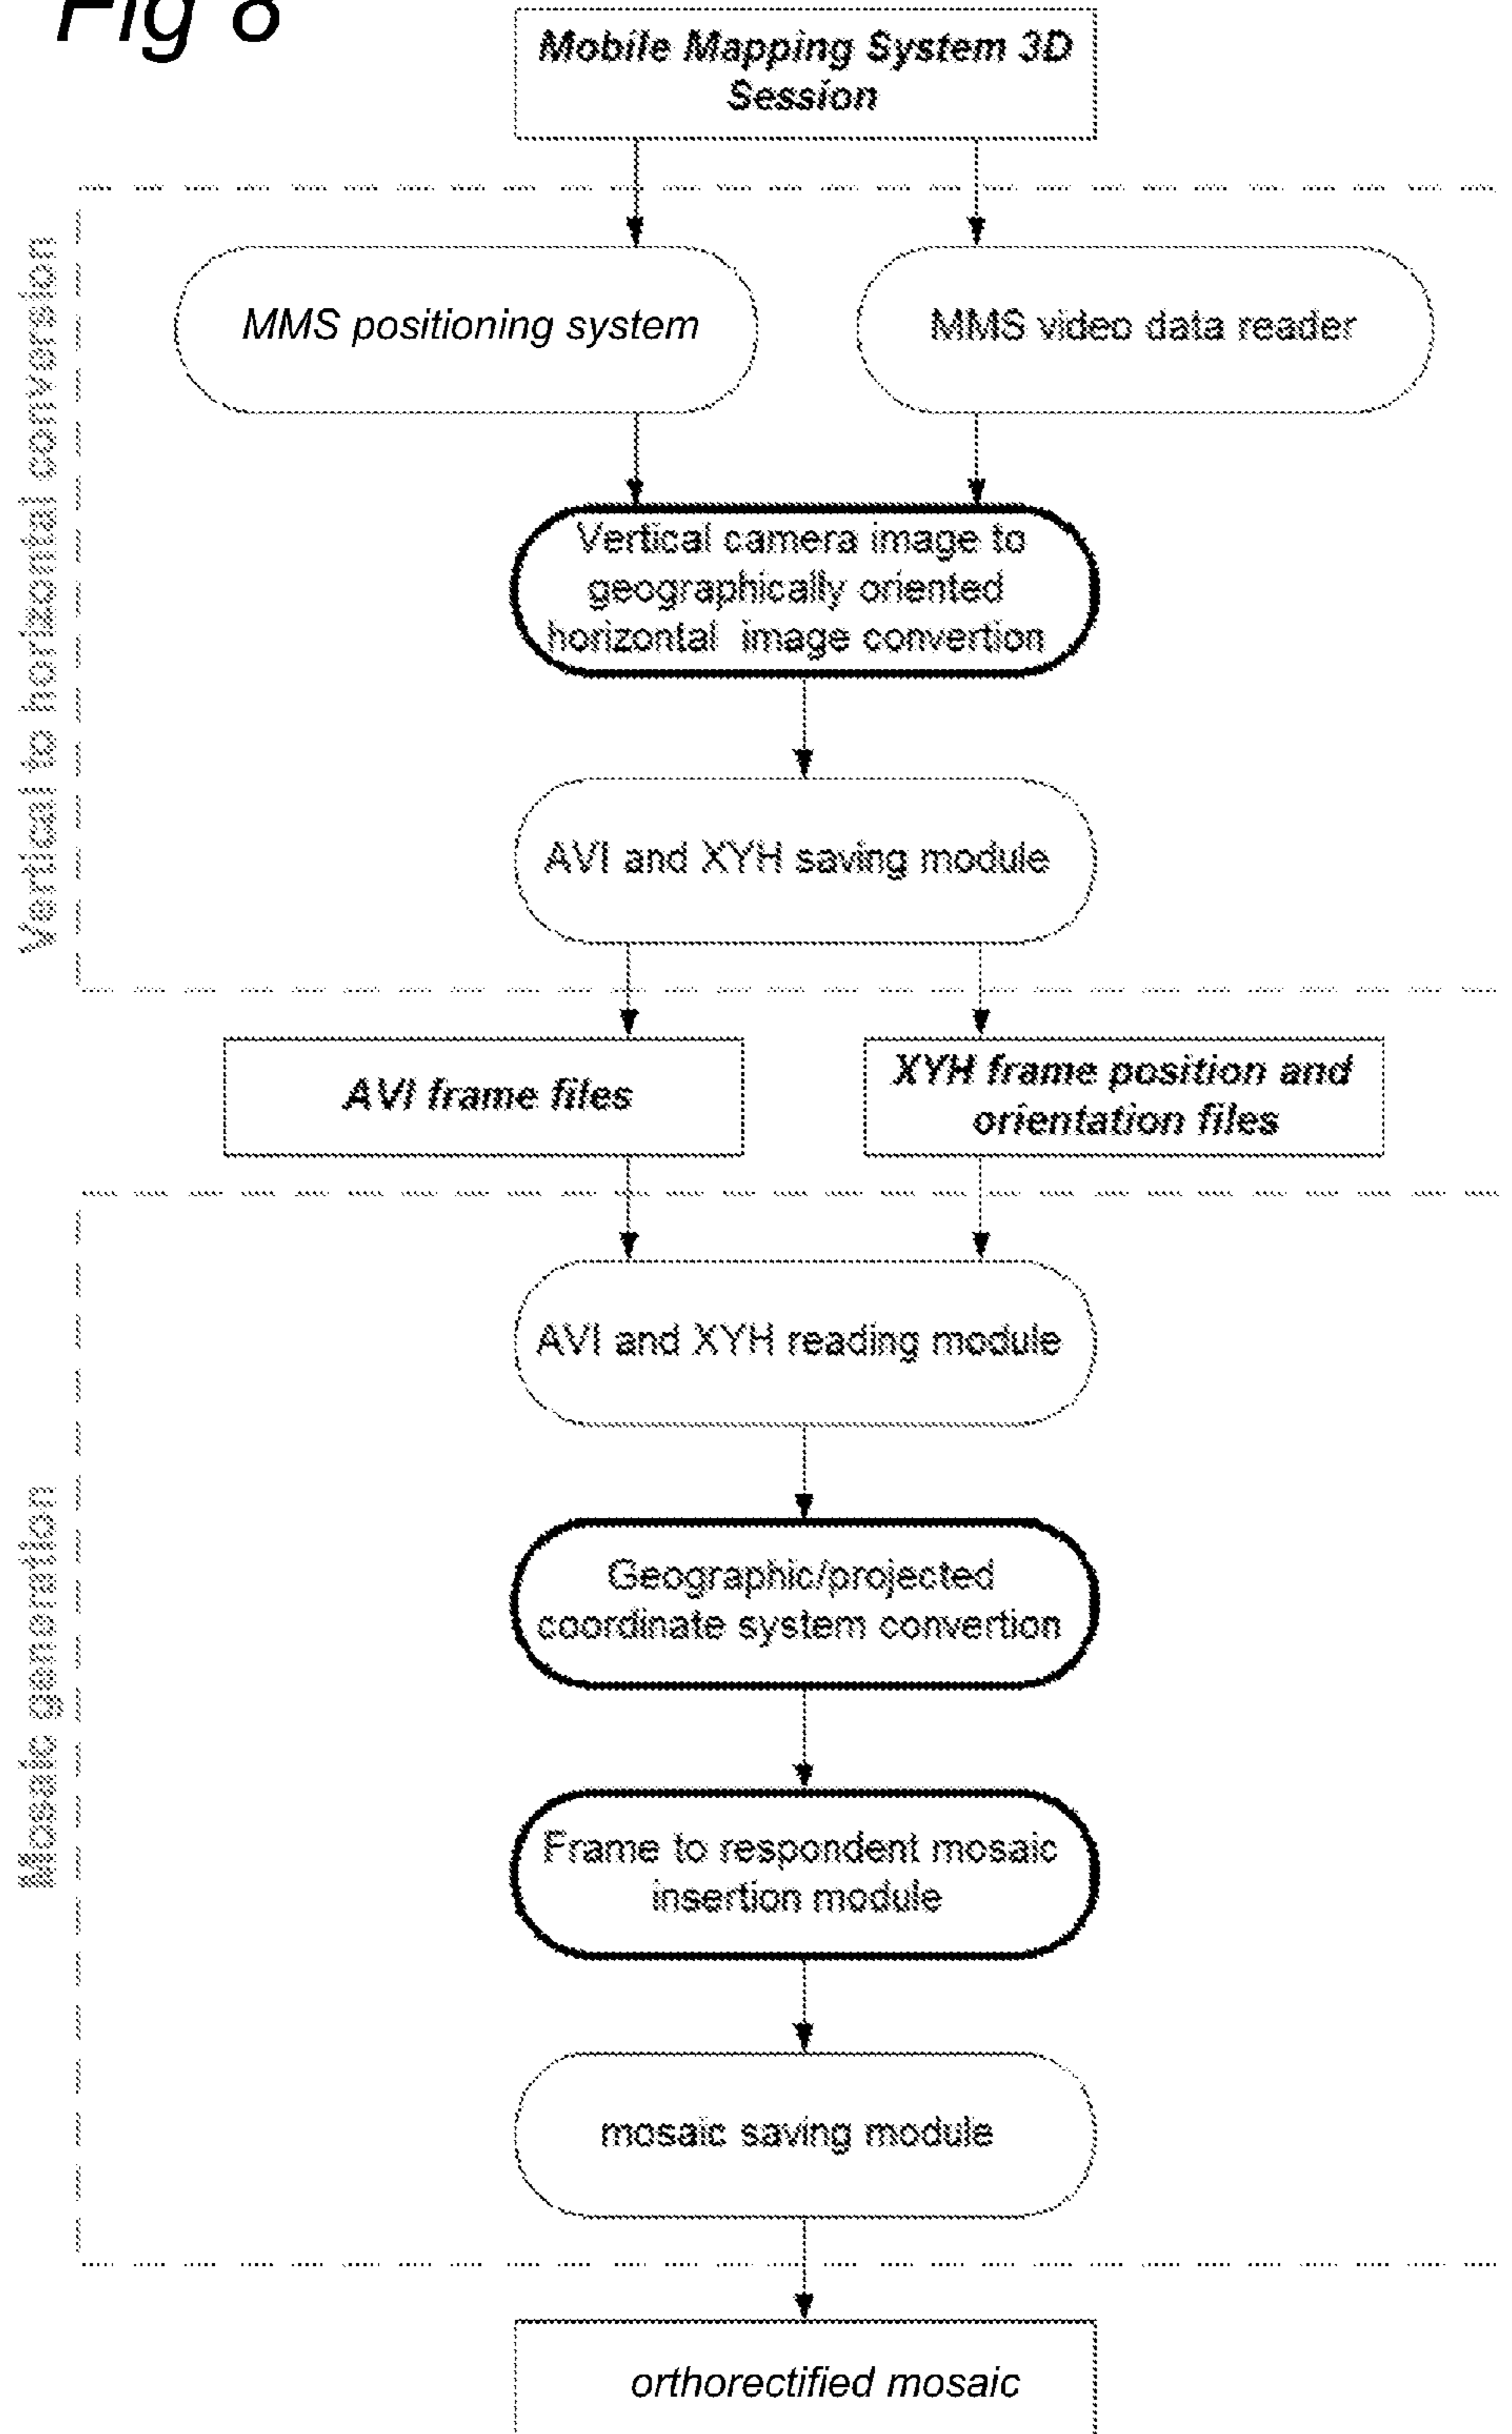 Fig 8
Mobile Mapping System 3D
Session
Vertical to horizontal conversion
MMS positioning system
MMS video data reader
Vertical camera image to
geographically oriented
horizontal image convertion
AVI and XYH saving module
AVI frame files
XYH frame position and
orientation files
Mosaic generation
AVI and XYH reading module
Geographic/projected
coordinate system convertion
Frame to respondent mosaic
insertion module
mosaic saving module
orthorectified mosaic